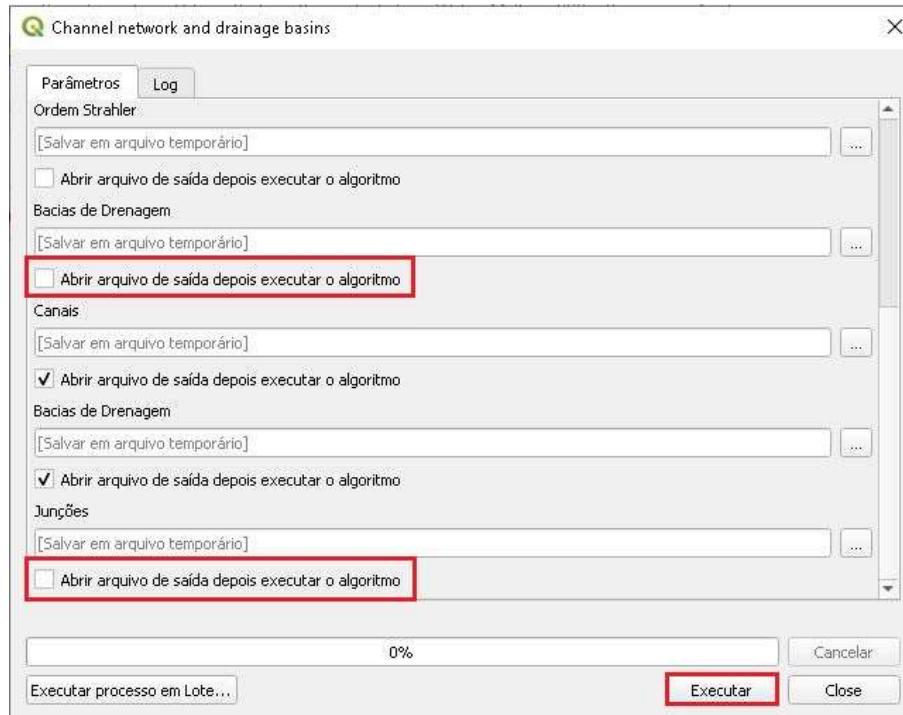 Channel network and drainage basins
Parâmetros
Log
Ordem Strahler
[Salvar em arquivo temporário]
...
Abrir arquivo de saída depois executar o algoritmo
Bacias de Drenagem
[Salvar em arquivo temporário]
...
Abrir arquivo de saída depois executar o algoritmo
Canais
[Salvar em arquivo temporário]
...
Abrir arquivo de saída depois executar o algoritmo
Bacias de Drenagem
[Salvar em arquivo temporário]
...
Abrir arquivo de saída depois executar o algoritmo
Junções
[Salvar em arquivo temporário]
...
Abrir arquivo de saída depois executar o algoritmo
0%
Cancelar
Executar processo em Lote...
Executar
Close